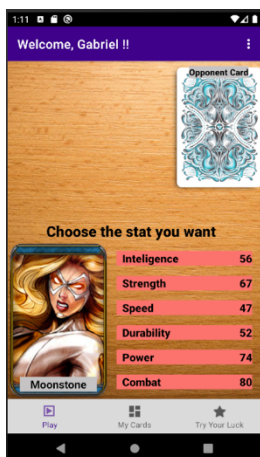 1:11
Welcome, Gabriel !!
Opponent Card
Choose the stat you want
Inteligence 56
Strength 67
Speed 47
Durability 52
Power 74
Combat 80
Moonstone
Play
My Cards
Try Your Luck